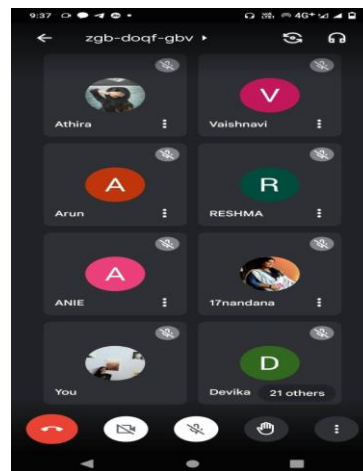 9:37 4G+
zgb-doqf-gbv
V
Athira Vaishnavi
A R
Arun RESHMA
A
ANIE 17nandana
D
You Devika 21 others